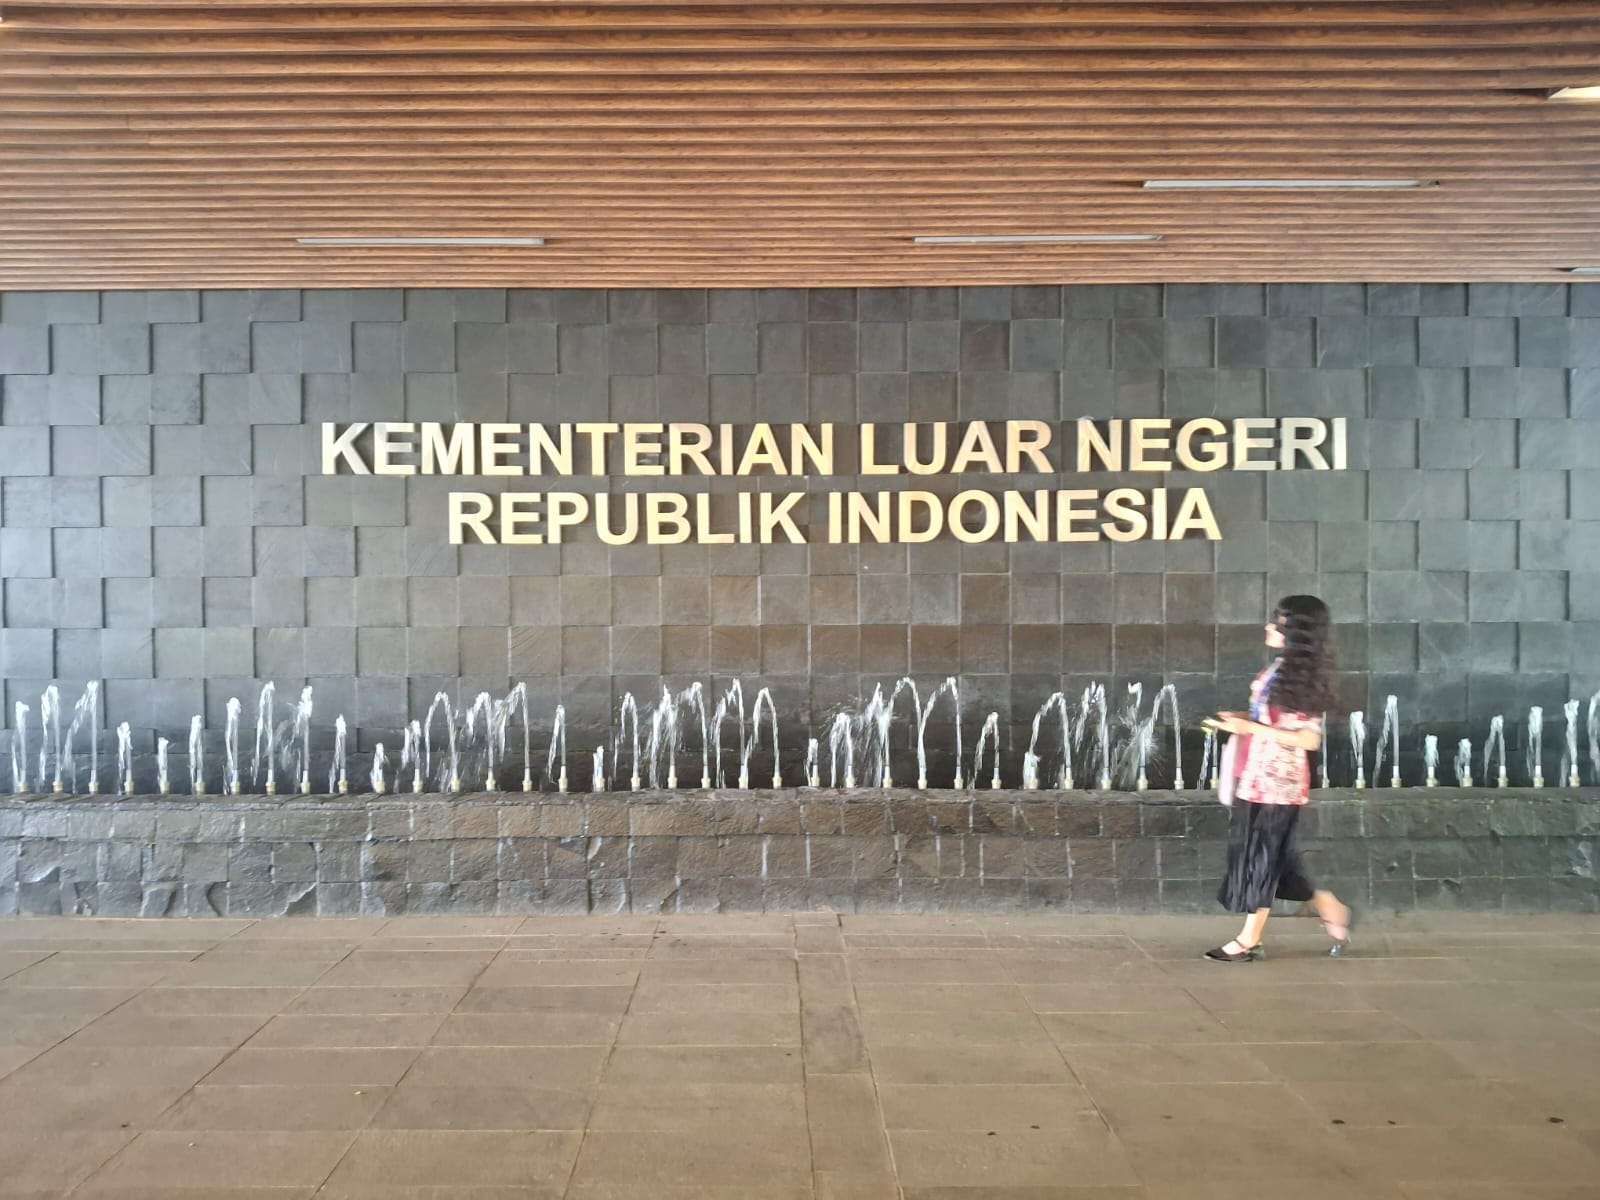 KEMENTERIAN LUAR NEGERI
REPUBLIK INDONESIA